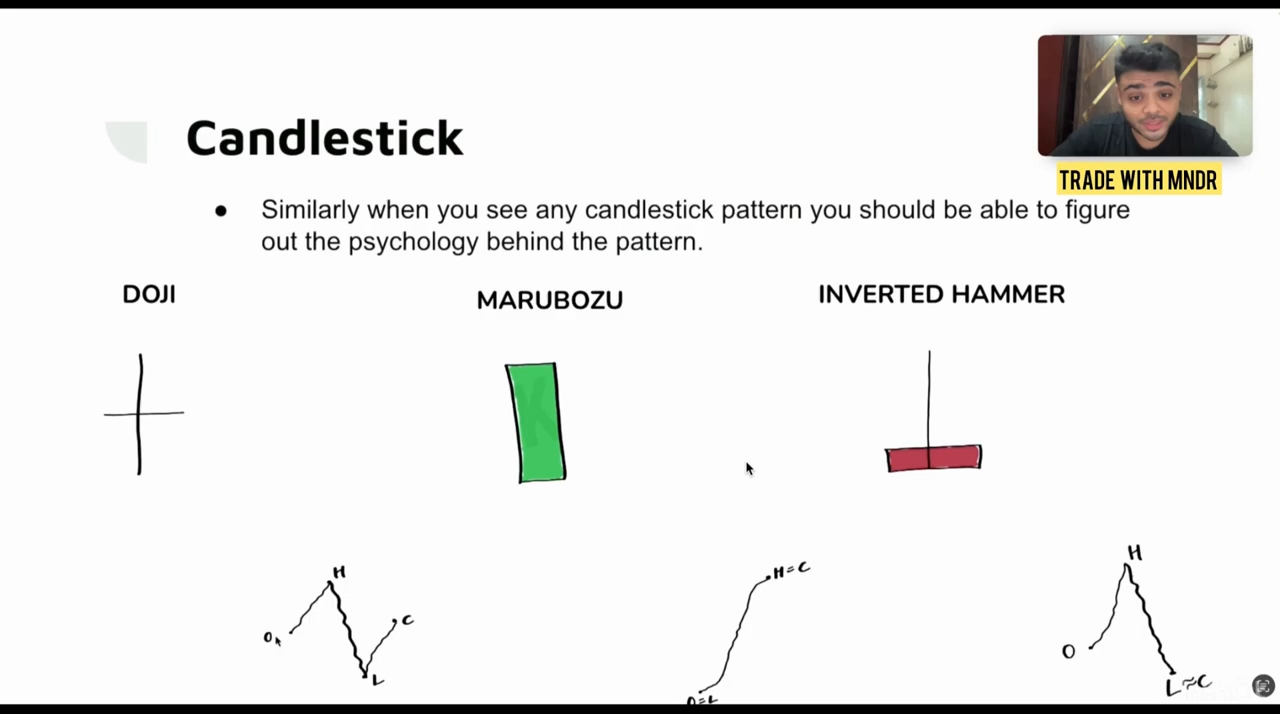 Candlestick
TRADE WITH MNDR
● Similarly when you see any candlestick pattern you should be able to figure
out the psychology behind the pattern.
DOJI
MARUBOZU
INVERTED HAMMER
H
O
C
L
H=C
O=L
H
O
L≈C